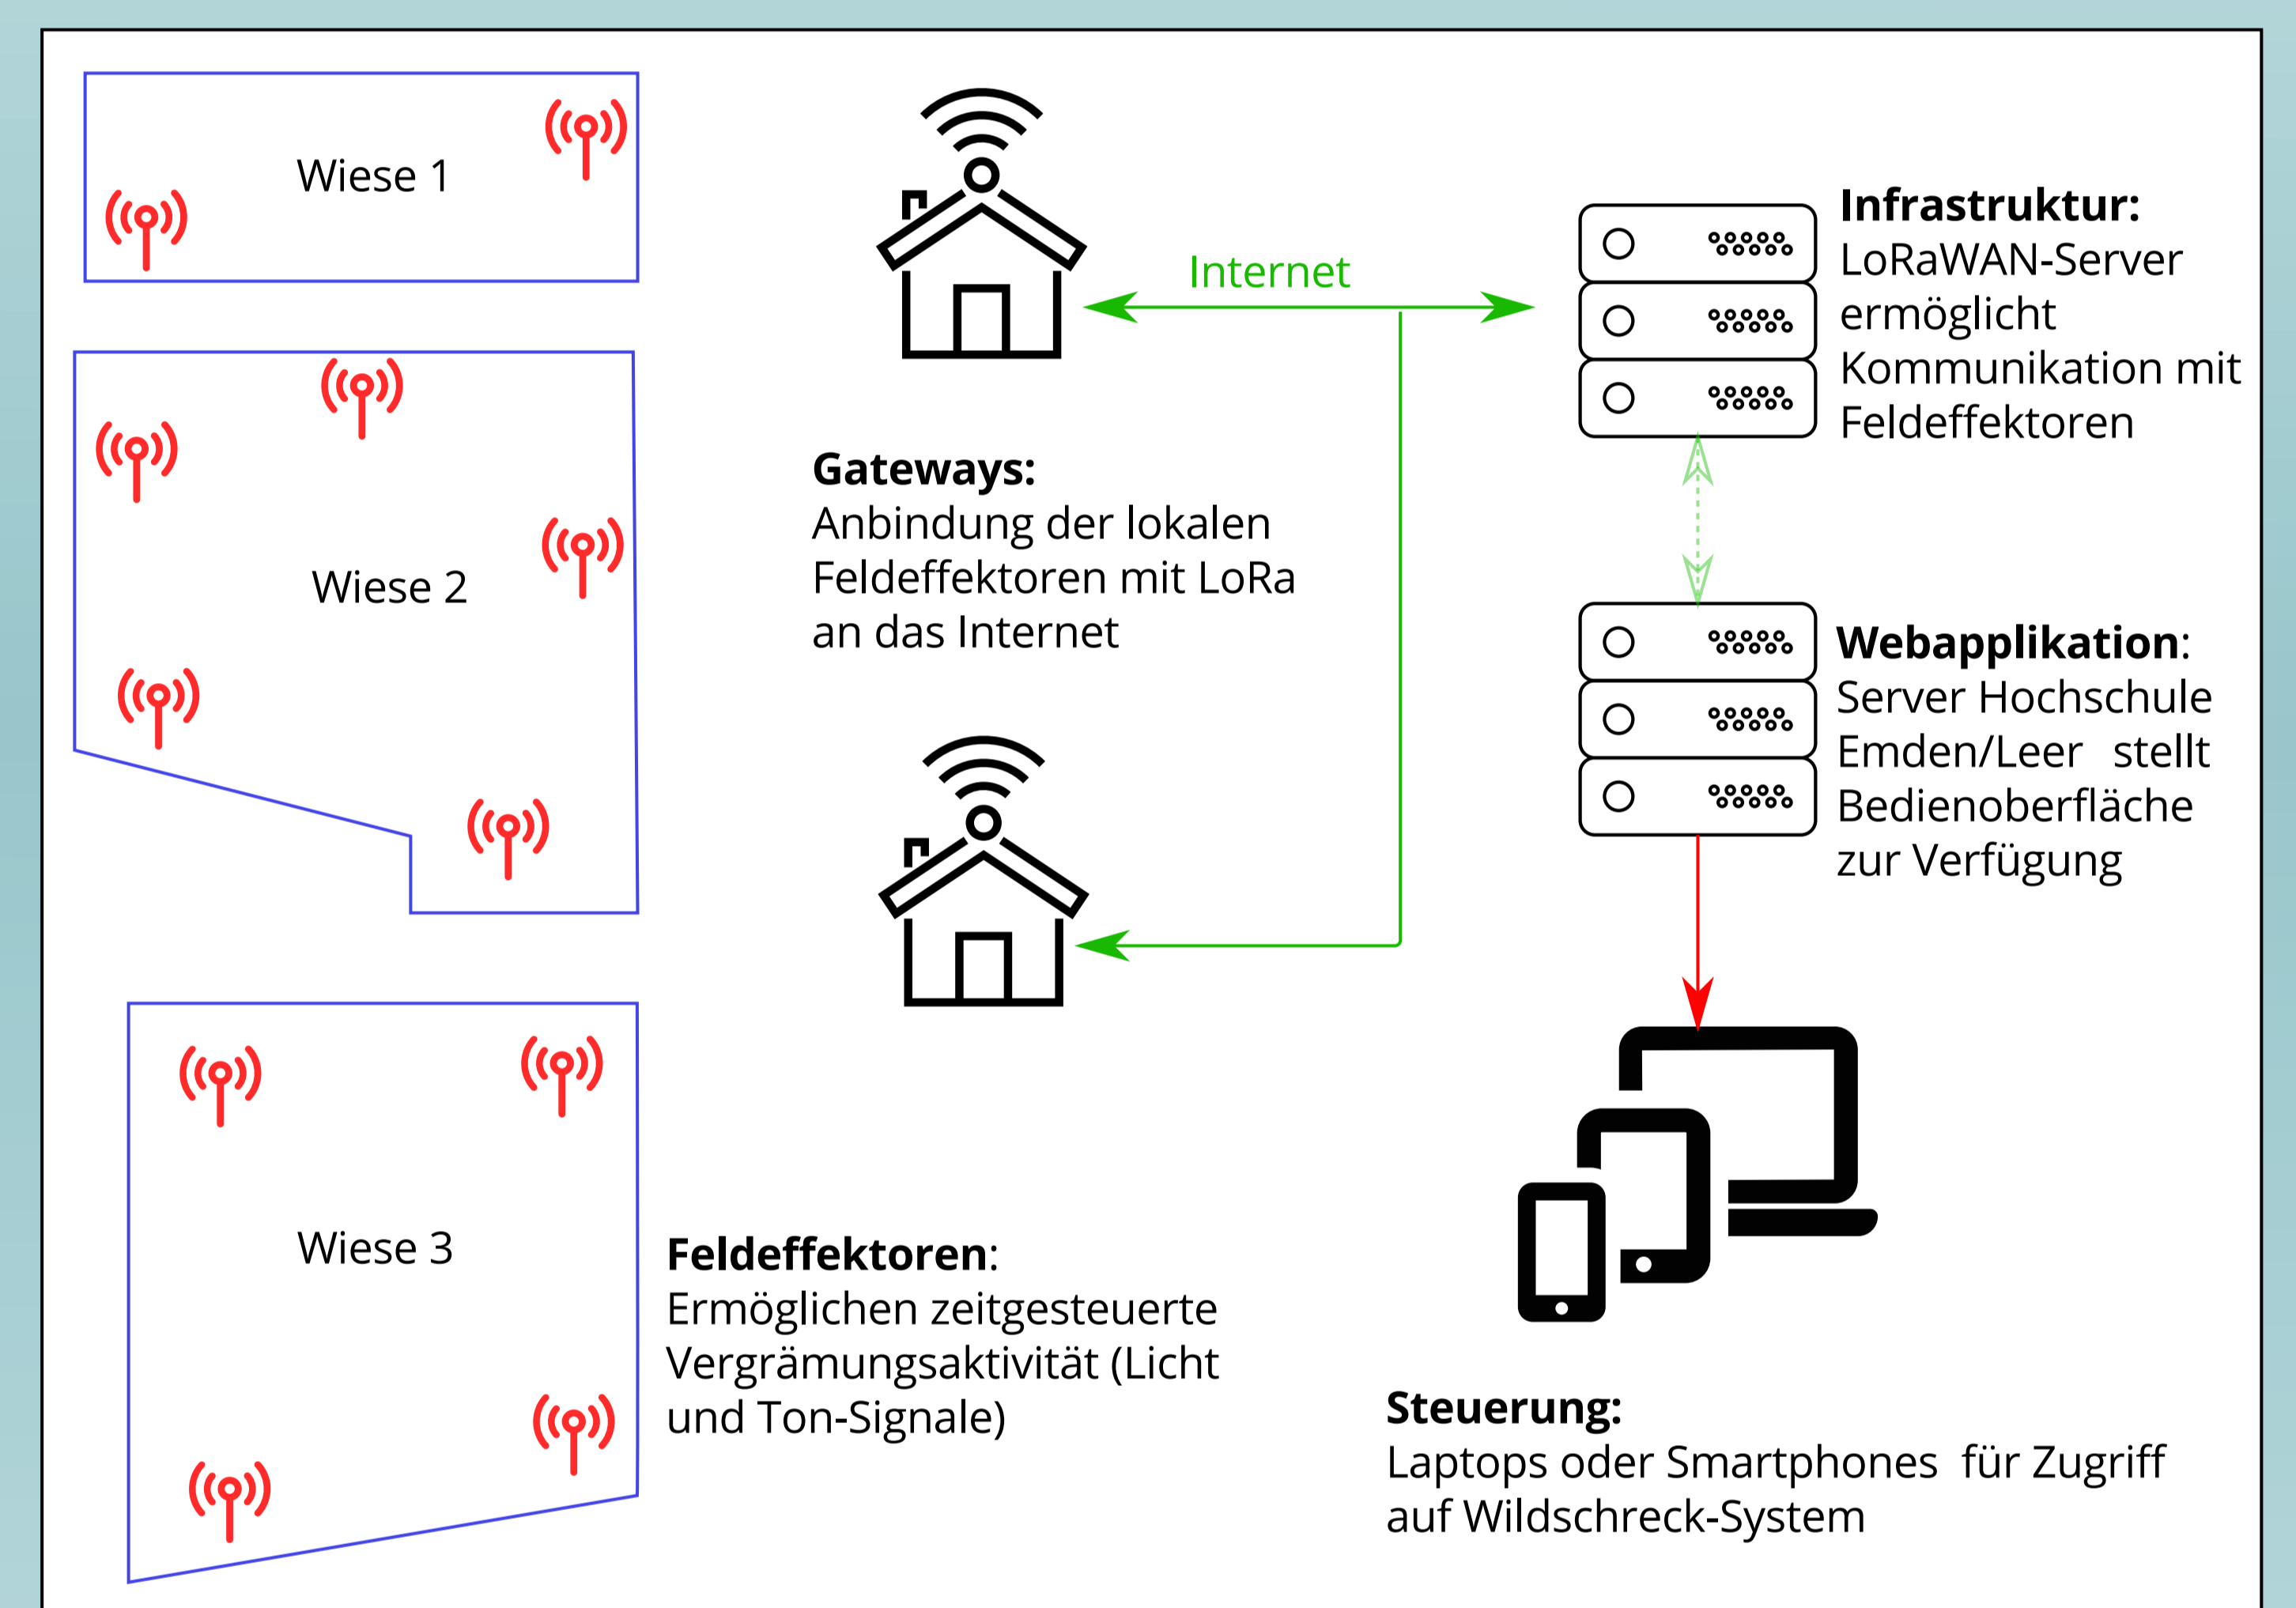 Wiese 1
Wiese 2
Wiese 3
Internet
Gateways:
Anbindung der lokalen
Feldeffektoren mit LoRa
an das Internet
Infrastruktur:
LoRaWAN-Server
ermöglicht
Kommunikation mit
Feldeffektoren
Webapplikation:
Server Hochschule
Emden/Leer stellt
Bedienoberfläche
zur Verfügung
Feldeffektoren:
Ermöglichen zeitgesteuerte
Vergrämungsaktivität (Licht
und Ton-Signale)
Steuerung:
Laptops oder Smartphones für Zugriff
auf Wildschreck-System